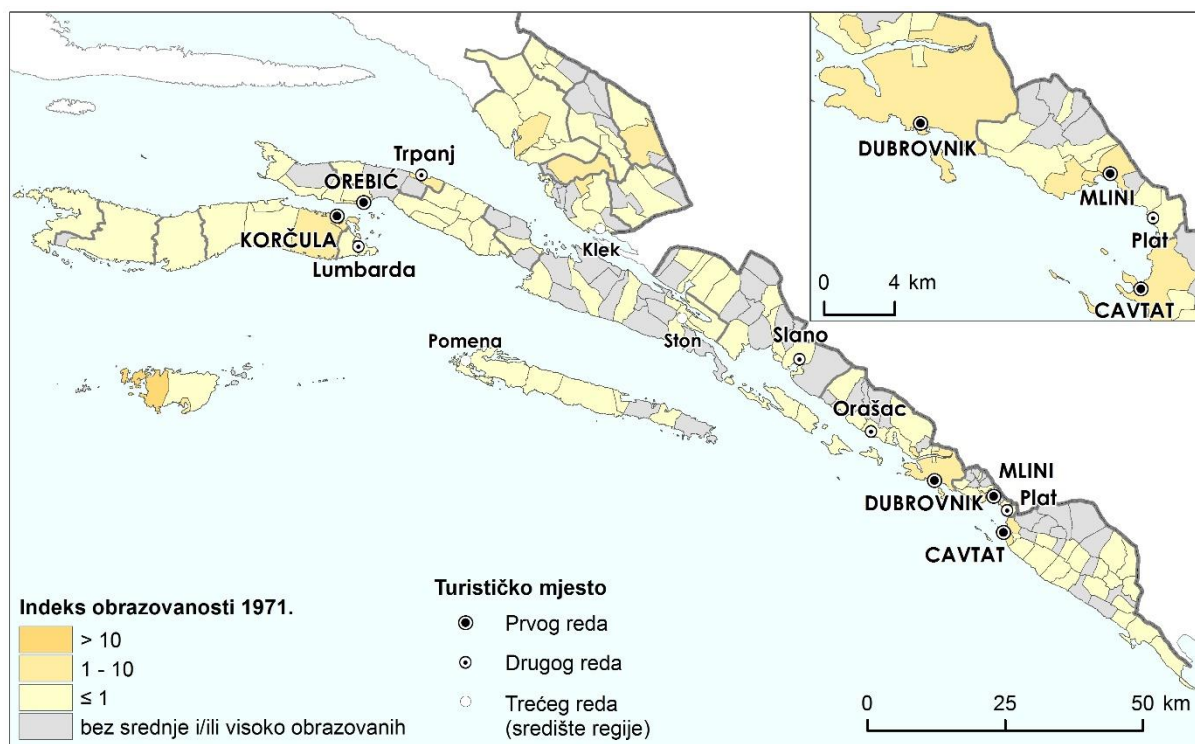 DUBROVNIK
MLINI
Plat
CAVTAT
0 4 km
Trpanj
OREBIĆ
KORČULA
Lumbarda
Klek
Pomena
Ston
Slano
Orašac
MLINI
DUBROVNIK
Plat
CAVTAT
Indeks obrazovanosti 1971.
> 10
1 - 10
≤ 1
bez srednje i/ili visoko obrazovanih
Turističko mjesto
Prvog reda
Drugog reda
Trećeg reda
(središte regije)
0 25 50 km